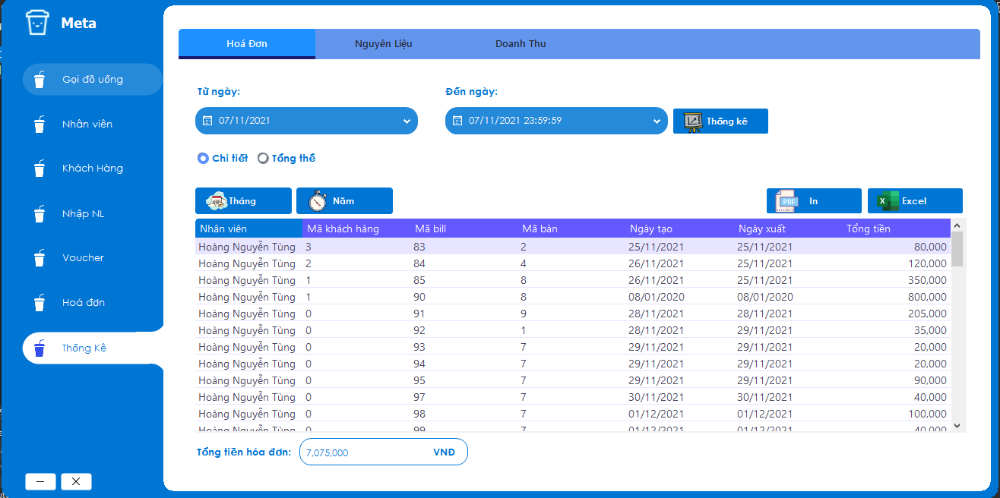 Meta
Gọi đồ uống
Nhân viên
Khách Hàng
Nhập NL
Voucher
Hoá đơn
Thống Kê
Hoá Đơn Nguyên Liệu Doanh Thu
Từ ngày: Đến ngày:
07/11/2021 07/11/2021 23:59:59 Thống kê
Chi tiết Tổng thể
Tháng Năm PDF In X Excel
Nhân viên Mã khách hàng Mã bill Mã bàn Ngày tạo Ngày xuất Tổng tiền
Hoàng Nguyễn Tùng 3 83 2 25/11/2021 25/11/2021 80,000
Hoàng Nguyễn Tùng 2 84 4 26/11/2021 25/11/2021 120,000
Hoàng Nguyễn Tùng 1 85 8 26/11/2021 25/11/2021 350,000
Hoàng Nguyễn Tùng 1 90 8 08/01/2020 08/01/2020 800,000
Hoàng Nguyễn Tùng 0 91 9 28/11/2021 28/11/2021 205,000
Hoàng Nguyễn Tùng 0 92 1 28/11/2021 29/11/2021 35,000
Hoàng Nguyễn Tùng 0 93 7 29/11/2021 29/11/2021 20,000
Hoàng Nguyễn Tùng 0 94 7 29/11/2021 29/11/2021 20,000
Hoàng Nguyễn Tùng 0 95 7 29/11/2021 29/11/2021 90,000
Hoàng Nguyễn Tùng 0 97 7 30/11/2021 30/11/2021 40,000
Hoàng Nguyễn Tùng 0 98 7 01/12/2021 01/12/2021 100,000
Hoàng Nguyễn Tùng 0 99 7 01/12/2021 01/12/2021 40,000
Tổng tiền hóa đơn: 7,075,000 VNĐ